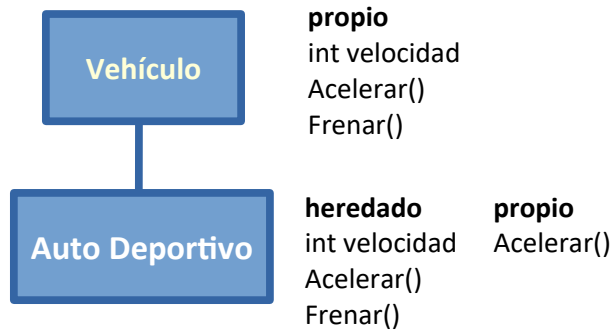 Vehículo
propio
int velocidad
Acelerar()
Frenar()
Auto Deportivo
heredado
int velocidad
Acelerar()
Frenar()
propio
Acelerar()